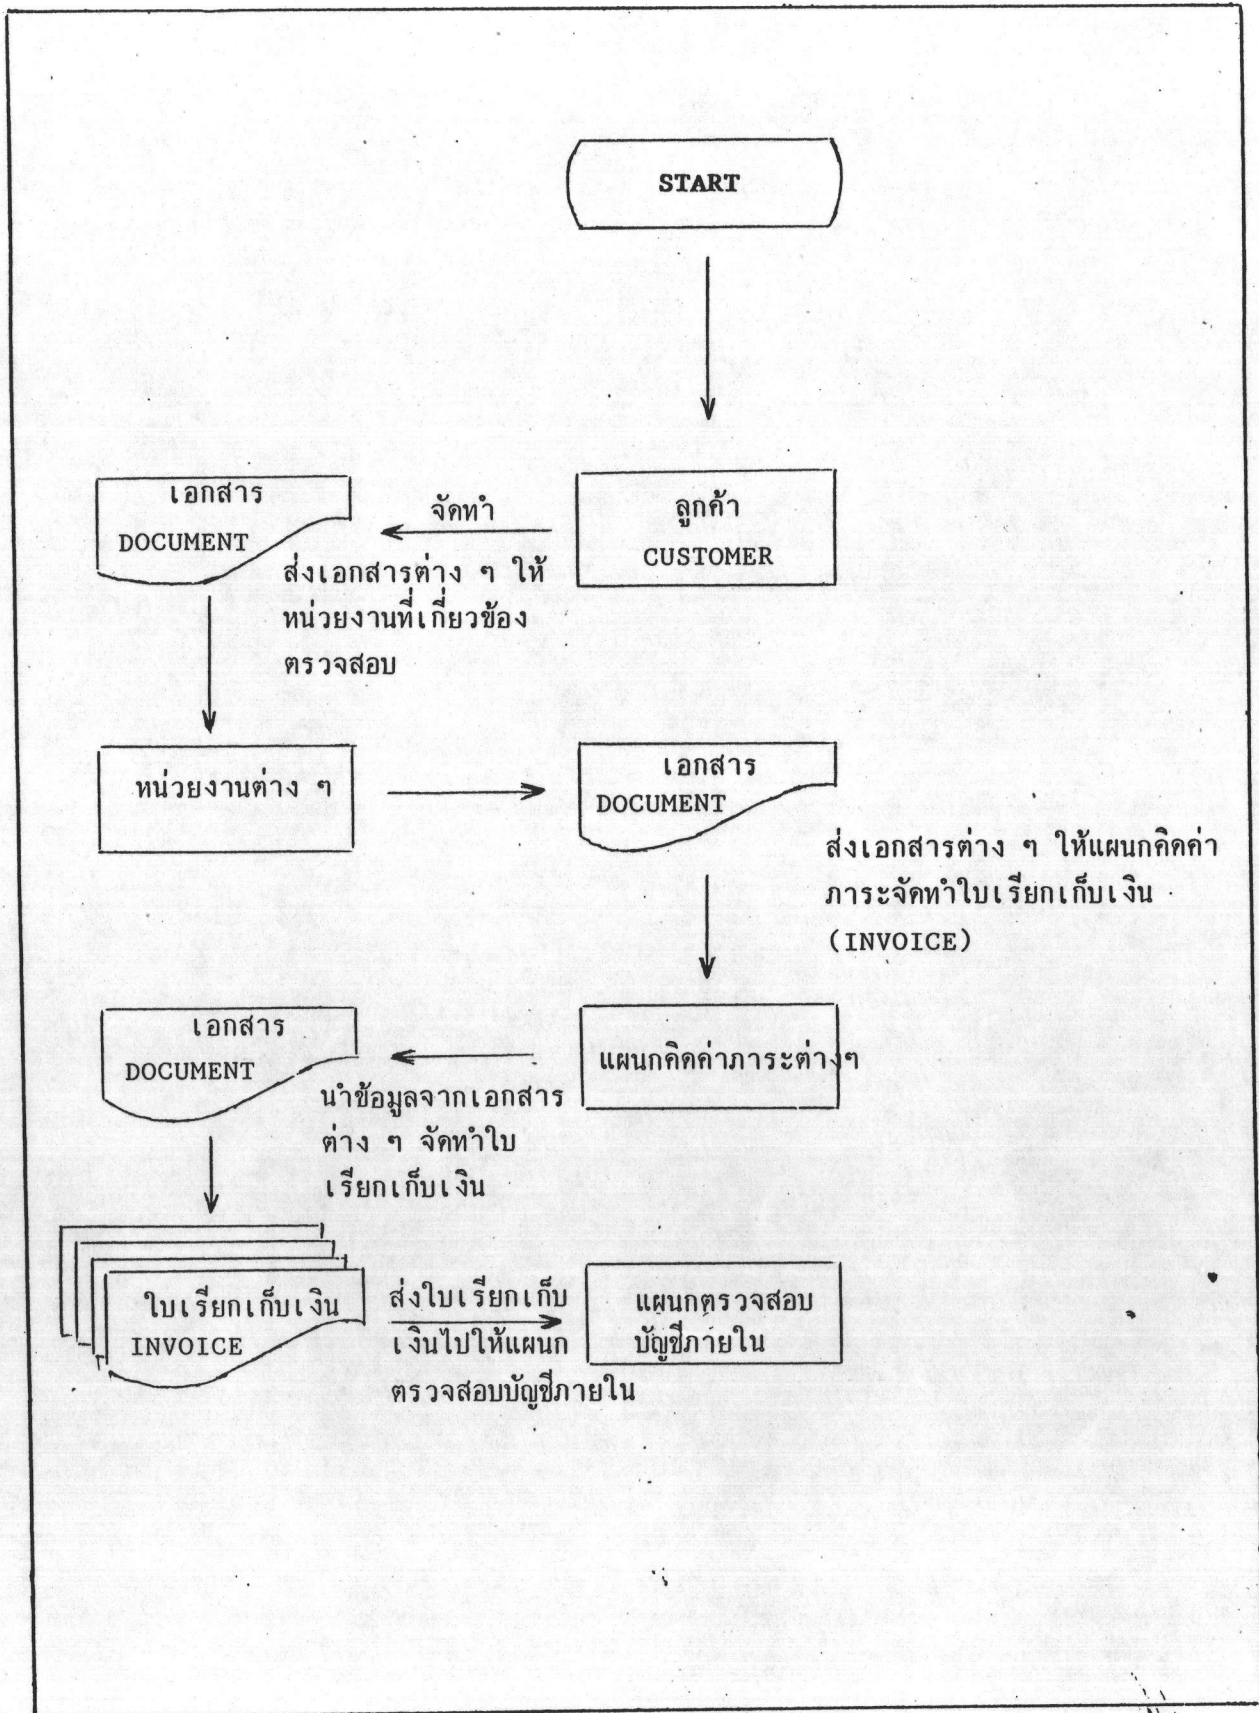 START
ลูกค้า
CUSTOMER
จัดทำ
เอกสาร
DOCUMENT
ส่งเอกสารต่าง ๆ ให้
หน่วยงานที่เกี่ยวข้อง
ตรวจสอบ
หน่วยงานต่าง ๆ
เอกสาร
DOCUMENT
ส่งเอกสารต่าง ๆ ให้แผนกคิดค่า
ภาระจัดทำใบเรียกเก็บเงิน
(INVOICE)
แผนกคิดค่าภาระต่างๆ
เอกสาร
DOCUMENT
นำข้อมูลจากเอกสาร
ต่าง ๆ จัดทำใบ
เรียกเก็บเงิน
ใบเรียกเก็บเงิน
INVOICE
ส่งใบเรียกเก็บ
เงินไปให้แผนก
ตรวจสอบบัญชีภายใน
แผนกตรวจสอบ
บัญชีภายใน